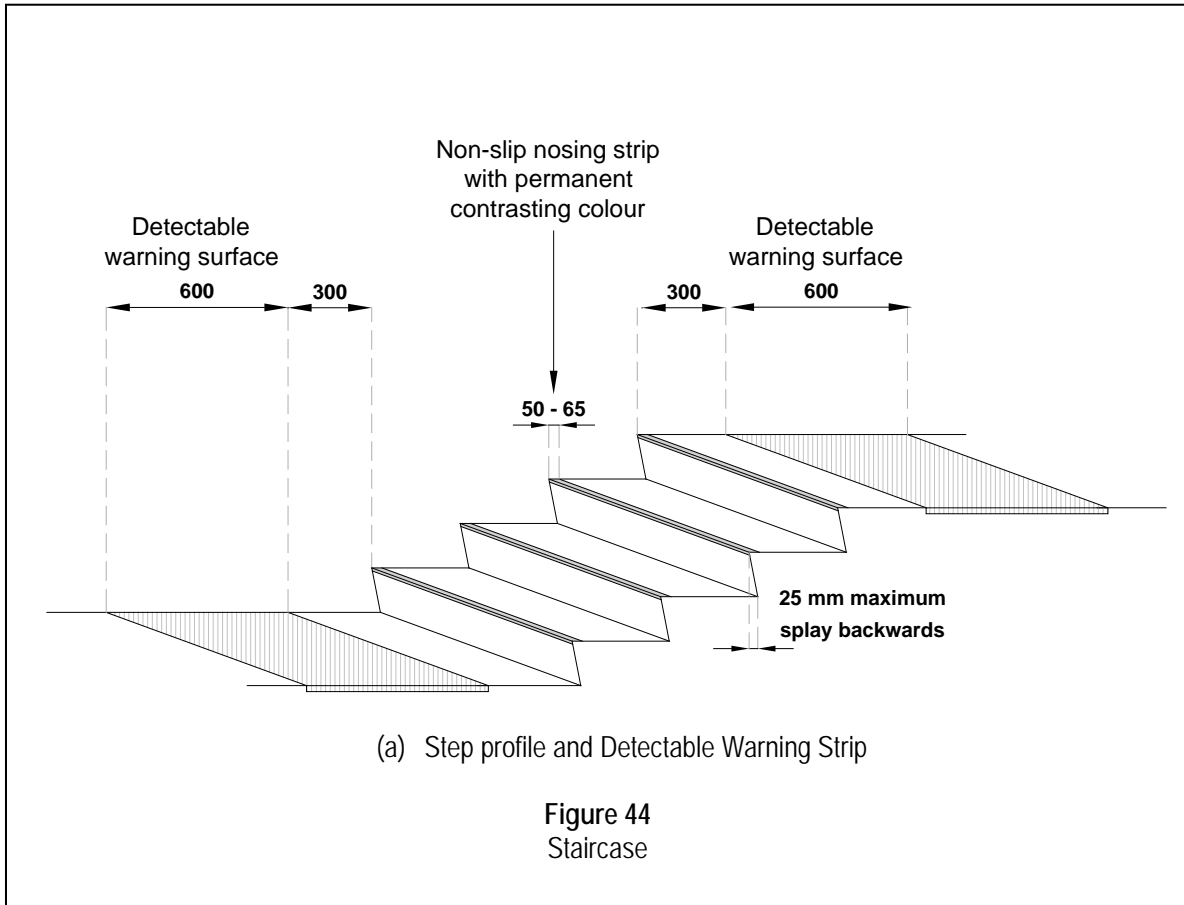 Non-slip nosing strip
with permanent
contrasting colour
Detectable
warning surface
600
300
Detectable
warning surface
300
600
50 - 65
25 mm maximum
splay backwards
(a) Step profile and Detectable Warning Strip
Figure 44
Staircase